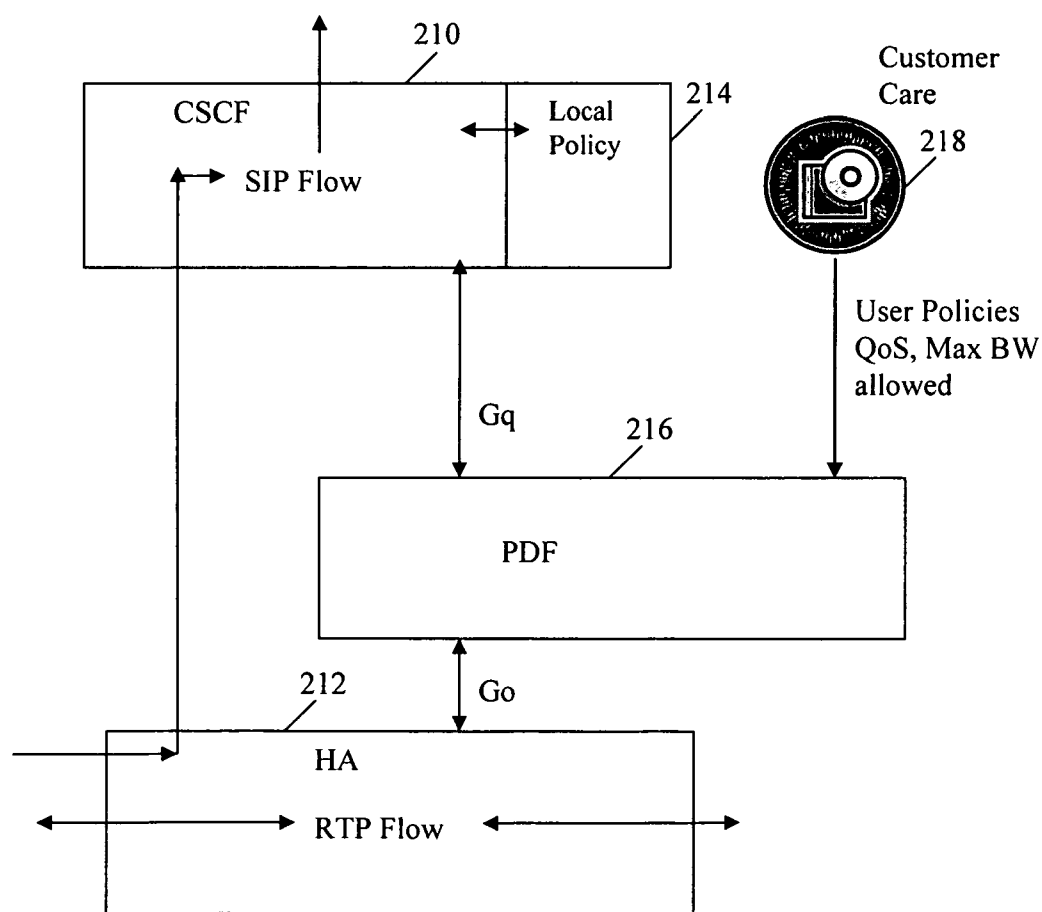 210
Customer
Care
CSCF
Local
Policy
214
218
SIP Flow
User Policies
QoS, Max BW
allowed
Gq
216
PDF
212
Go
HA
RTP Flow